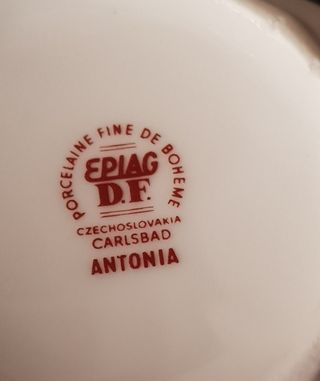 PORCELAINE FINE DE BOHEME
EPIAG
D.F.
CZECHOSLOVAKIA
CARLSBAD
ANTONIA